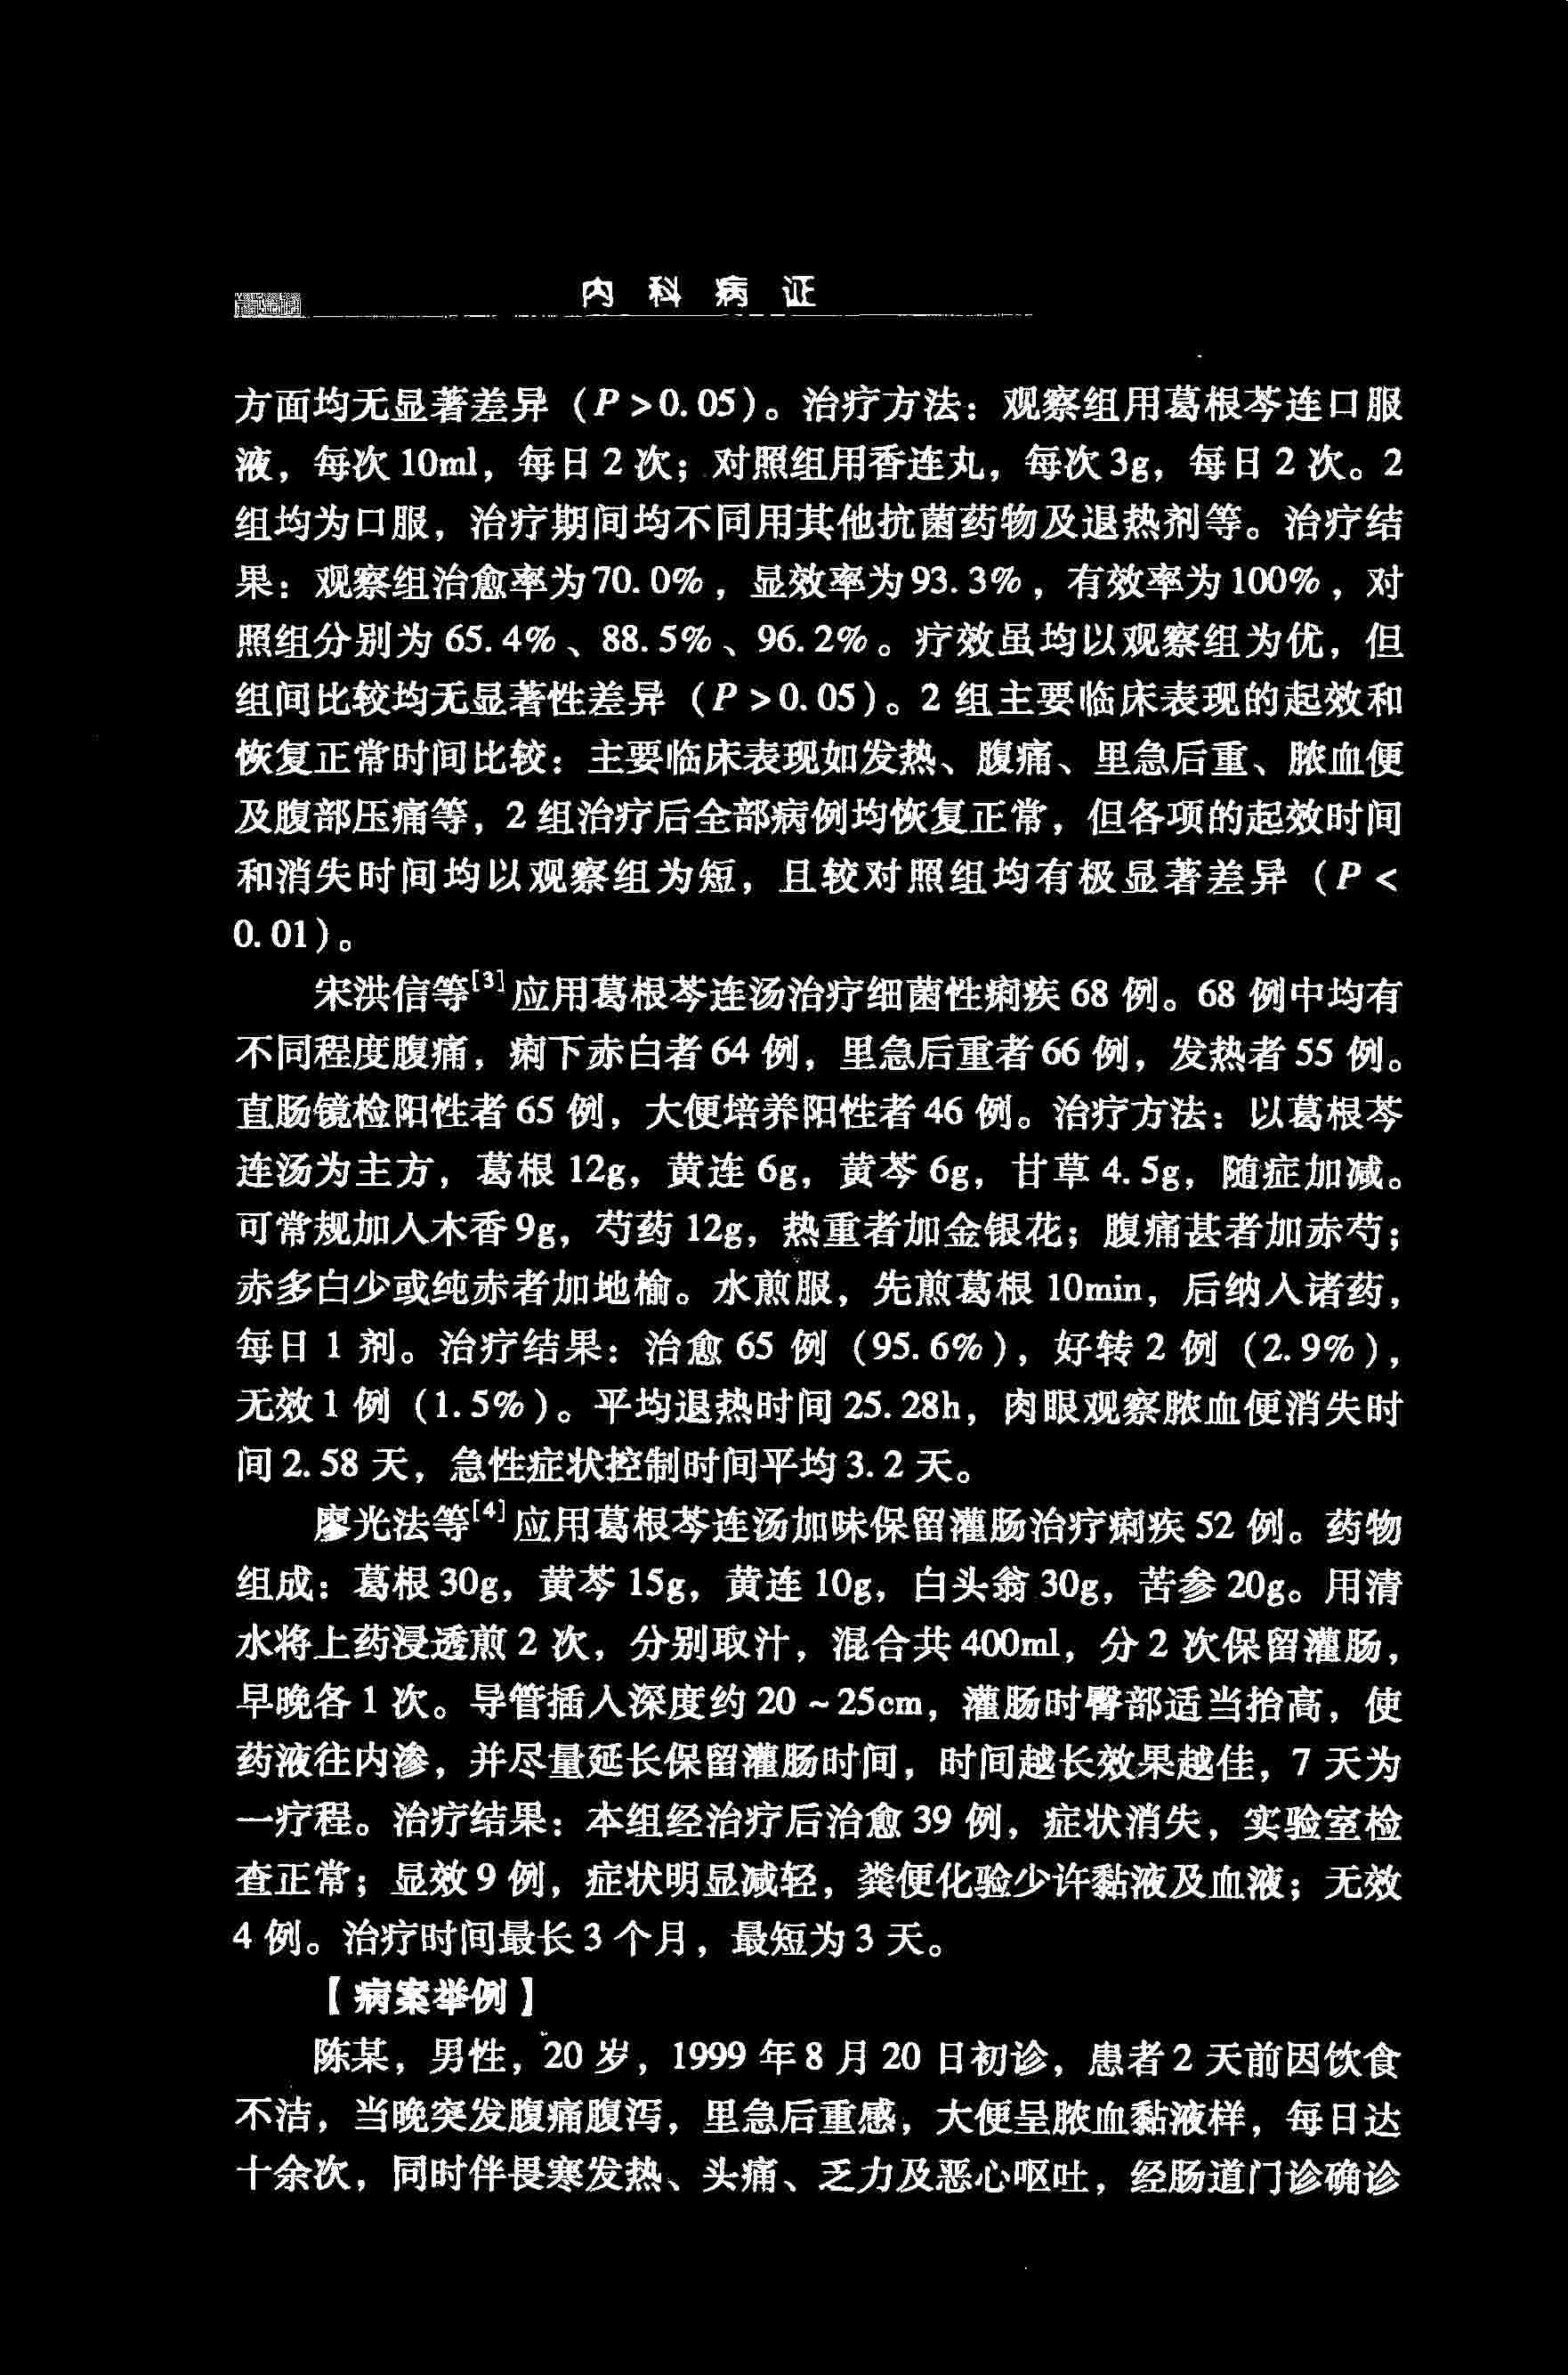 内科病证
方面均无显著差异（P>0.05）。治疗方法：观察组用葛根芩连口服
液，每次10ml，每日2次；对照组用香连丸，每次3g，每日2次。2
组均为口服，治疗期间均不同用其他抗菌药物及退热剂等。治疗结
果：观察组治愈率为70.0%，显效率为93.3%，有效率为100%，对
照组分别为65.4%、88.5%、96.2%。疗效虽均以观察组为优，但
组间比较均无显著性差异（P>0.05）。2组主要临床表现的起效和
恢复正常时间比较：主要临床表现如发热、腹痛、里急后重、脓血便
及腹部压痛等，2组治疗后全部病例均恢复正常，但各项的起效时间
和消失时间均以观察组为短，且较对照组均有极显著差异（P<
0.01）。
宋洪信等[3]应用葛根芩连汤治疗细菌性痢疾68例。68例中均有
不同程度腹痛，痢下赤白者64例，里急后重者66例，发热者55例。
直肠镜检阳性者65例，大便培养阳性者46例。治疗方法：以葛根芩
连汤为主方，葛根12g，黄连6g，黄芩6g，甘草4.5g，随症加减。
可常规加入木香9g，芍药12g，热重者加金银花；腹痛甚者加赤芍；
赤多白少或纯赤者加地榆。水煎服，先煎葛根10min，后纳入诸药，
每日1剂。治疗结果：治愈65例（95.6%），好转2例（2.9%），
无效1例（1.5%）。平均退热时间25.28h，肉眼观察脓血便消失时
间2.58天，急性症状控制时间平均3.2天。
廖光法等[4]应用葛根芩连汤加味保留灌肠治疗痢疾52例。药物
组成：葛根30g，黄芩15g，黄连10g，白头翁30g，苦参20g。用清
水将上药浸透煎2次，分别取汁，混合共400ml，分2次保留灌肠，
早晚各1次。导管插入深度约20~25cm，灌肠时臀部适当抬高，使
药液往内渗，并尽量延长保留灌肠时间，时间越长效果越佳，7天为
一疗程。治疗结果：本组经治疗后治愈39例，症状消失，实验室检
查正常；显效9例，症状明显减轻，粪便化验少许黏液及血液；无效
4例。治疗时间最长3个月，最短为3天。
【病案举例】
陈某，男性，20岁，1999年8月20日初诊，患者2天前因饮食
不洁，当晚突发腹痛腹泻，里急后重感，大便呈脓血黏液样，每日达
十余次，同时伴畏寒发热、头痛、乏力及恶心呕吐，经肠道门诊确诊